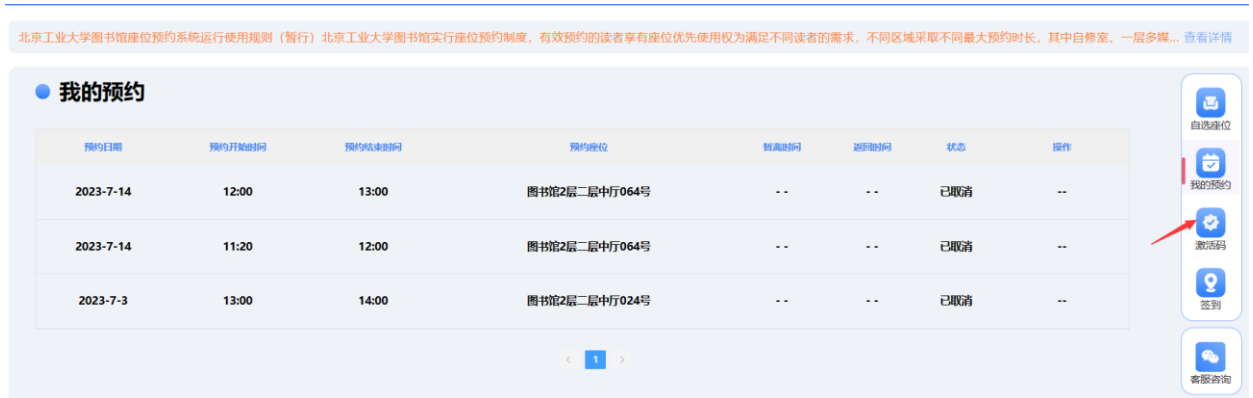 北京工业大学图书馆座位预约系统运行使用规则（暂行）北京工业大学图书馆实行座位预约制度，有效预约的读者享有座位优先使用权为满足不同读者的需求，不同区域采取不同最大预约时长，其中自修室、一层多媒... 查看详情
我的预约
预约日期 预约开始时间 预约结束时间 预约座位 暂离时间 返回时间 状态 操作
2023-7-14 12:00 13:00 图书馆2层二层中厅064号 - - - - 已取消 --
2023-7-14 11:20 12:00 图书馆2层二层中厅064号 - - - - 已取消 --
2023-7-3 13:00 14:00 图书馆2层二层中厅024号 - - - - 已取消 --
< 1 >
自选座位
我的预约
激活码
签到
客服咨询